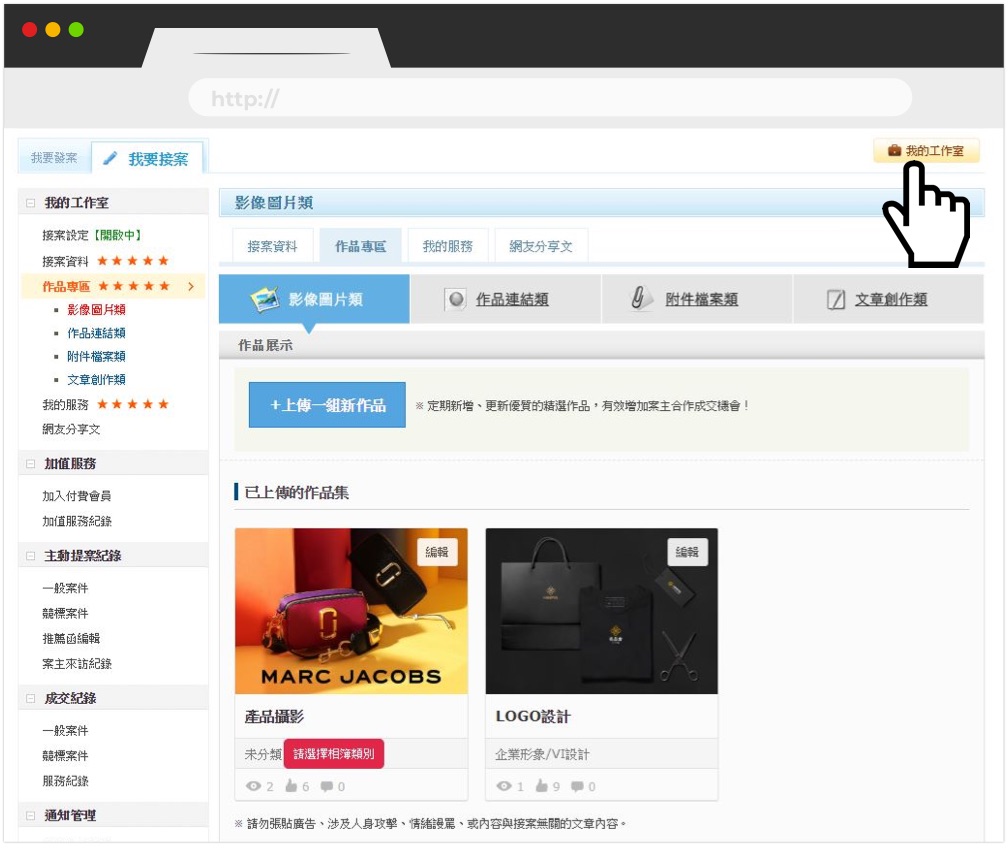 http://
我要發案
我要接案
我的工作室
我的工作室
接案設定【開啟中】
接案資料 ★★★★★
作品專區 ★★★★★
影像圖片類
作品連結類
附件檔案類
文章創作類
我的服務 ★★★★★
網友分享文
加值服務
加入付費會員
加值服務紀錄
主動提案紀錄
一般案件
競標案件
推薦函編輯
案主來訪紀錄
成交紀錄
一般案件
競標案件
服務紀錄
通知管理
影像圖片類
接案資料
作品專區
我的服務
網友分享文
影像圖片類
作品連結類
附件檔案類
文章創作類
作品展示
+上傳一組新作品
※ 定期新增、更新優質的精選作品，有效增加案主合作成交機會！
已上傳的作品集
編輯
MARC JACOBS
產品攝影
未分類 請選擇相簿類別
2 6 0
編輯
LOGO設計
企業形象/VI設計
1 9 0
※ 請勿張貼廣告、涉及人身攻擊、情緒謾罵、或內容與接案無關的文章內容。